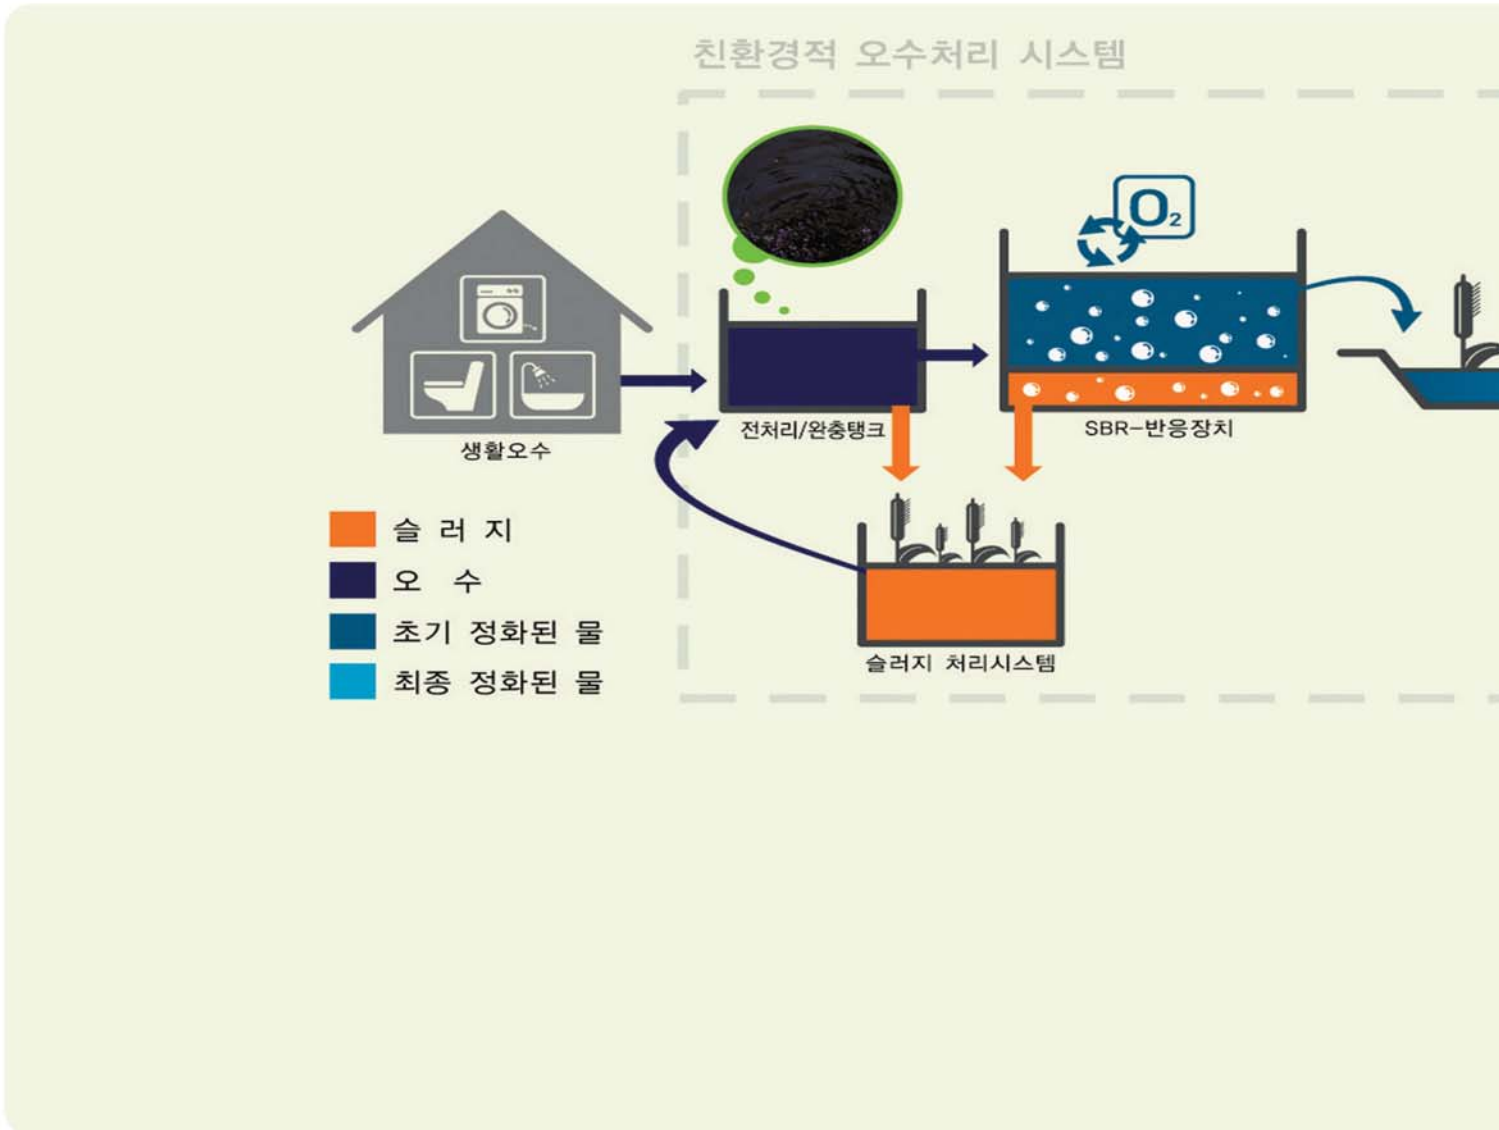 친환경적 오수처리 시스템
O₂
전처리/완충탱크
SBR-반응장치
생활오수
슬 러 지
오 수
초기 정화된 물
최종 정화된 물
슬러지 처리시스템